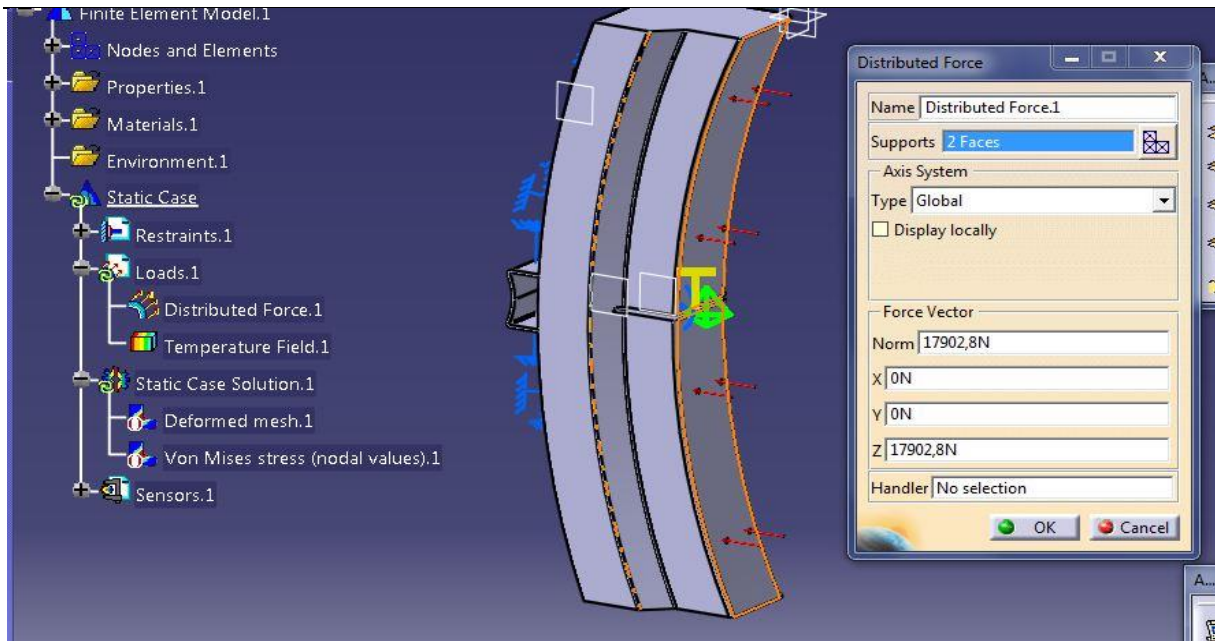 Finite Element Model.1
Nodes and Elements
Properties.1
Materials.1
Environment.1
Static Case
Restraints.1
Loads.1
Distributed Force.1
Temperature Field.1
Static Case Solution.1
Deformed mesh.1
Von Mises stress (nodal values).1
Sensors.1
T
Distributed Force
Name Distributed Force.1
Supports 2 Faces
Axis System
Type Global
Display locally
Force Vector
Norm 17902,8N
X 0N
Y 0N
Z 17902,8N
Handler No selection
OK Cancel
A...
A...